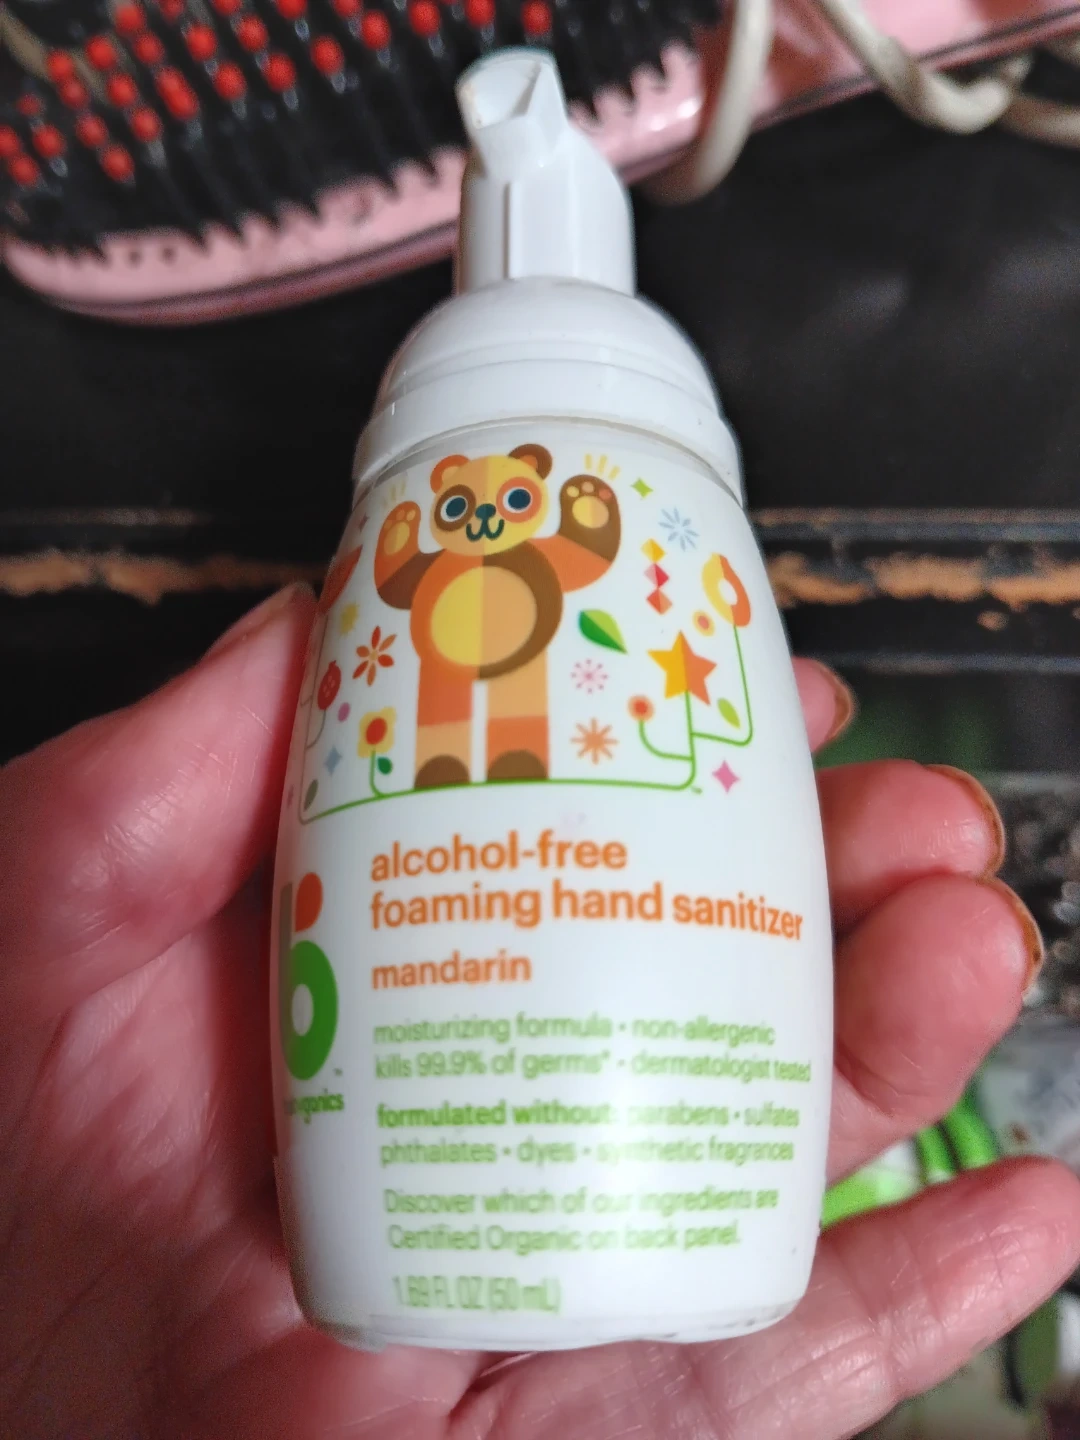 alcohol-free
foaming hand sanitizer
mandarin
moisturizing formula • non-allergenic
kills 99.9% of germs* • dermatologist tested
formulated without: parabens • sulfates
phthalates • dyes • synthetic fragrances
Discover which of our ingredients are
Certified Organic on back panel.
1.69 FL OZ (50 mL)
b
™